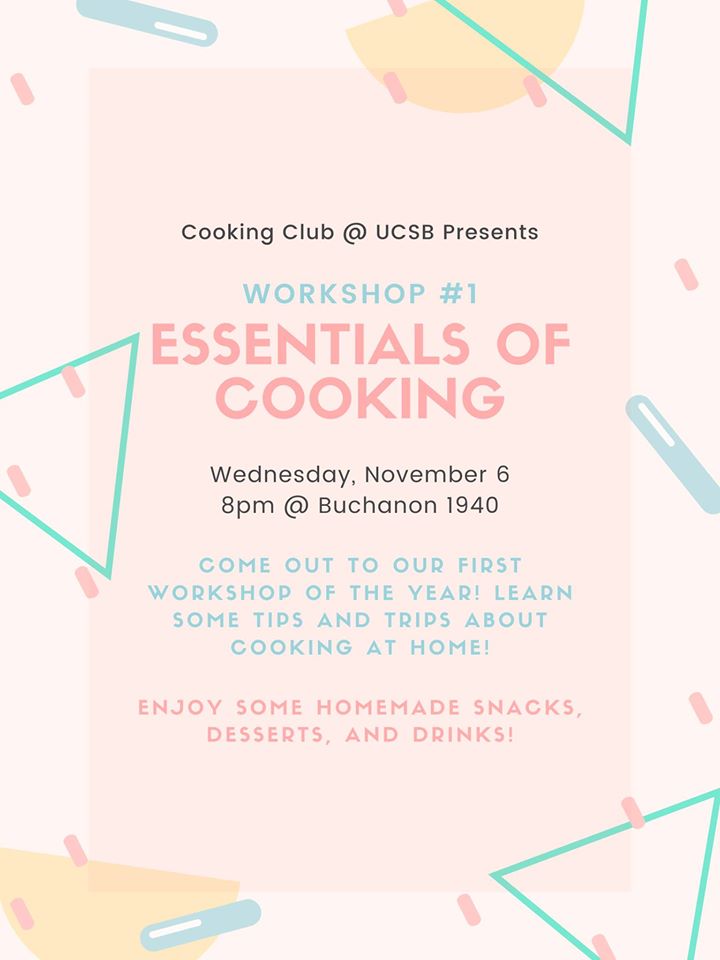 Cooking Club @ UCSB Presents
WORKSHOP #1
ESSENTIALS OF
COOKING
Wednesday, November 6
8pm @ Buchanon 1940
COME OUT TO OUR FIRST
WORKSHOP OF THE YEAR! LEARN
SOME TIPS AND TRIPS ABOUT
COOKING AT HOME!
ENJOY SOME HOMEMADE SNACKS,
DESSERTS, AND DRINKS!